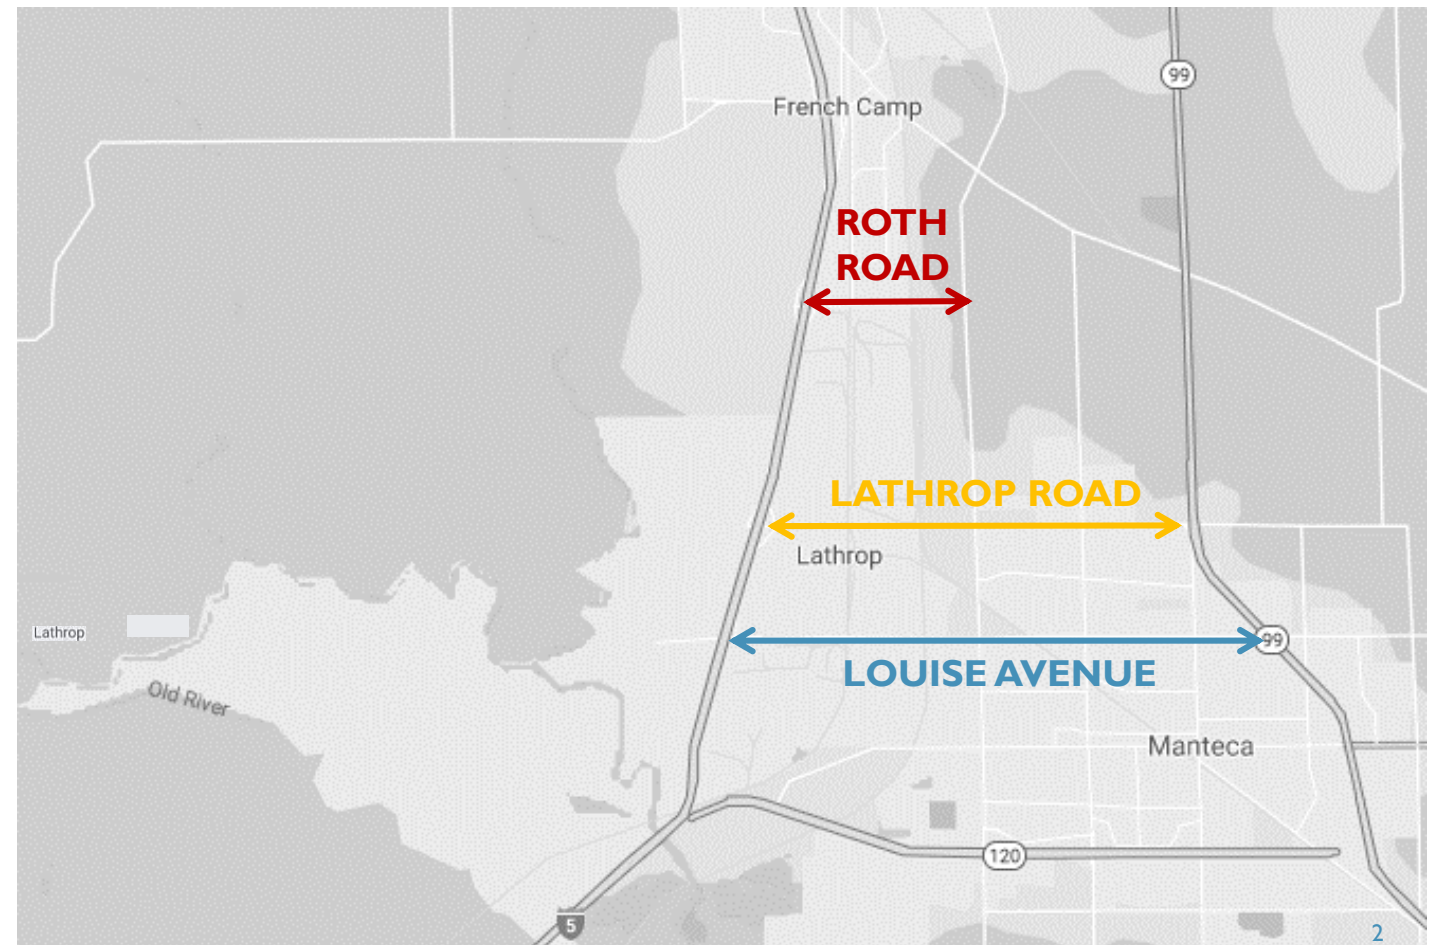 99
French Camp
ROTH
ROAD
LATHROP ROAD
Lathrop
Lathrop
99
LOUISE AVENUE
Old River
Manteca
120
5
2